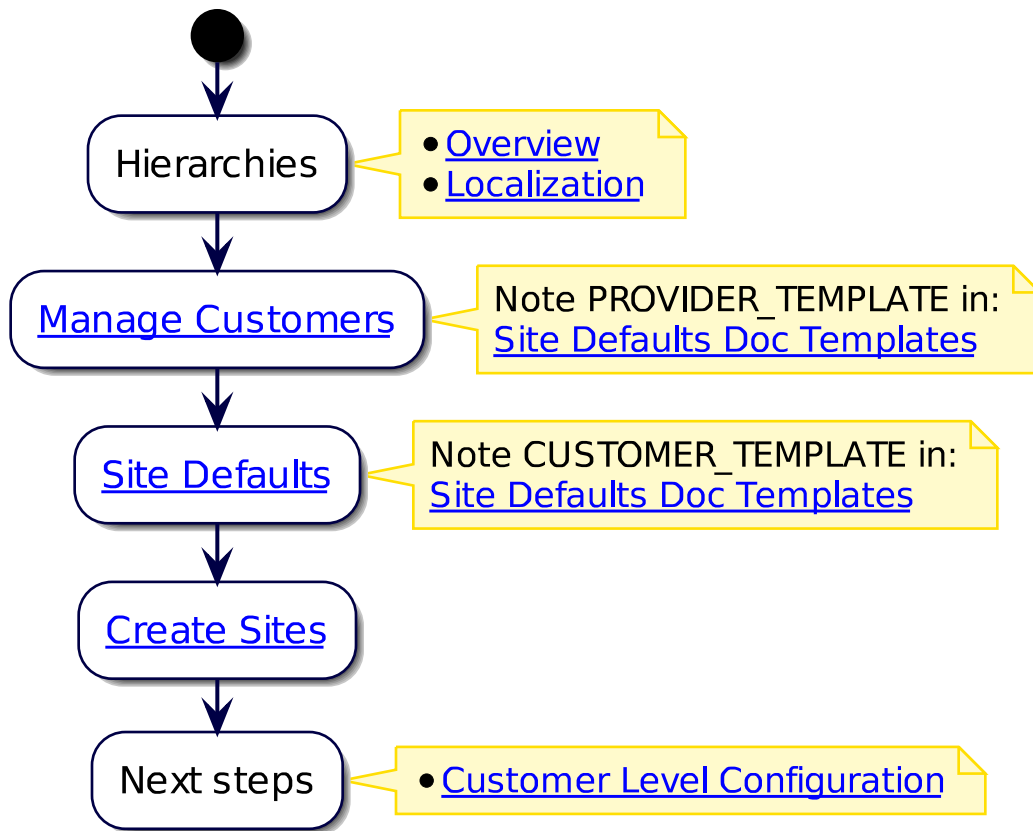 Hierarchies
• Overview
• Localization
Manage Customers
Note PROVIDER_TEMPLATE in:
Site Defaults Doc Templates
Site Defaults
Note CUSTOMER_TEMPLATE in:
Site Defaults Doc Templates
Create Sites
Next steps
• Customer Level Configuration